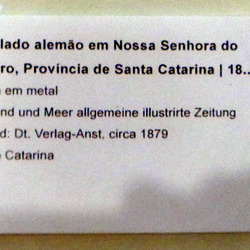 lado alemão em Nossa Senhora do
ro, Província de Santa Catarina | 18..
em metal
nd und Meer allgemeine illustrirte Zeitung
d: Dt. Verlag-Anst, circa 1879
Catarina